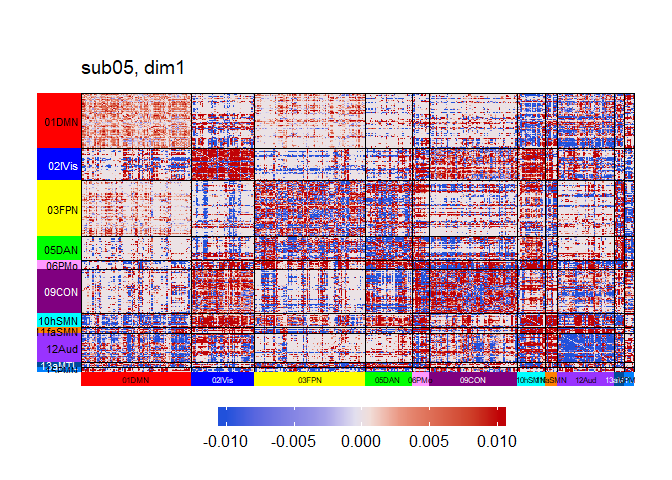 sub05, dim1
01DMN
02lVis
03FPN
05DAN
06PMo
09CON
10hSMN
11faSMN
12Aud
01DMN
02lVis
03FPN
05DAN
09CON
12Aud
-0.010
-0.005
0.000
0.005
0.010